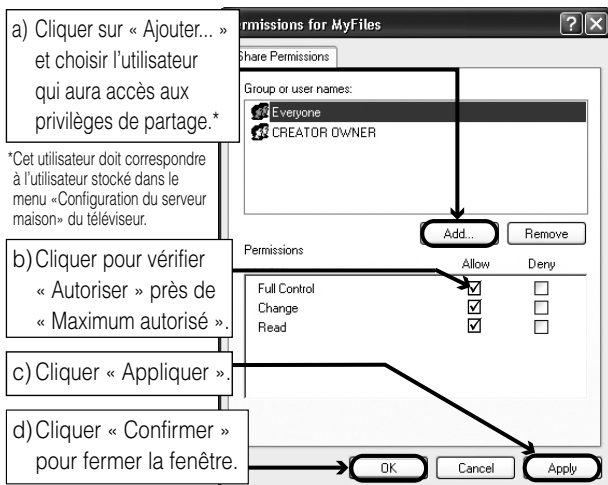 a) Cliquer sur « Ajouter... »
et choisir l’utilisateur
qui aura accès aux
privilèges de partage.*
*Cet utilisateur doit correspondre
à l’utilisateur stocké dans le
menu «Configuration du serveur
maison» du téléviseur.
b) Cliquer pour vérifier
« Autoriser » près de
« Maximum autorisé ».
c) Cliquer « Appliquer ».
d) Cliquer « Confirmer »
pour fermer la fenêtre.
ermissions for MyFiles
Share Permissions
Group or user names:
Everyone
CREATOR OWNER
Add... Remove
Permissions Allow Deny
Full Control
Change
Read
OK Cancel Apply